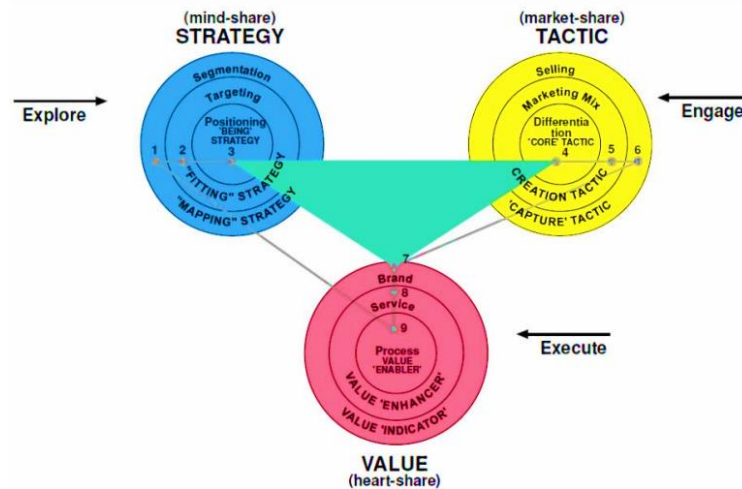 (mind-share)
STRATEGY
(market-share)
TACTIC
Explore
Engage
Segmentation
Targeting
Positioning
'BEING'
STRATEGY
1
2
3
"FITTING" STRATEGY
"MAPPING" STRATEGY
Selling
Marketing Mix
Differentia
tion
'CORE' TACTIC
4
5
6
CREATION TACTIC
'CAPTURE' TACTIC
7
Brand
8
Service
9
Process
VALUE
'ENABLER'
VALUE 'ENHANCER'
VALUE 'INDICATOR'
Execute
VALUE
(heart-share)